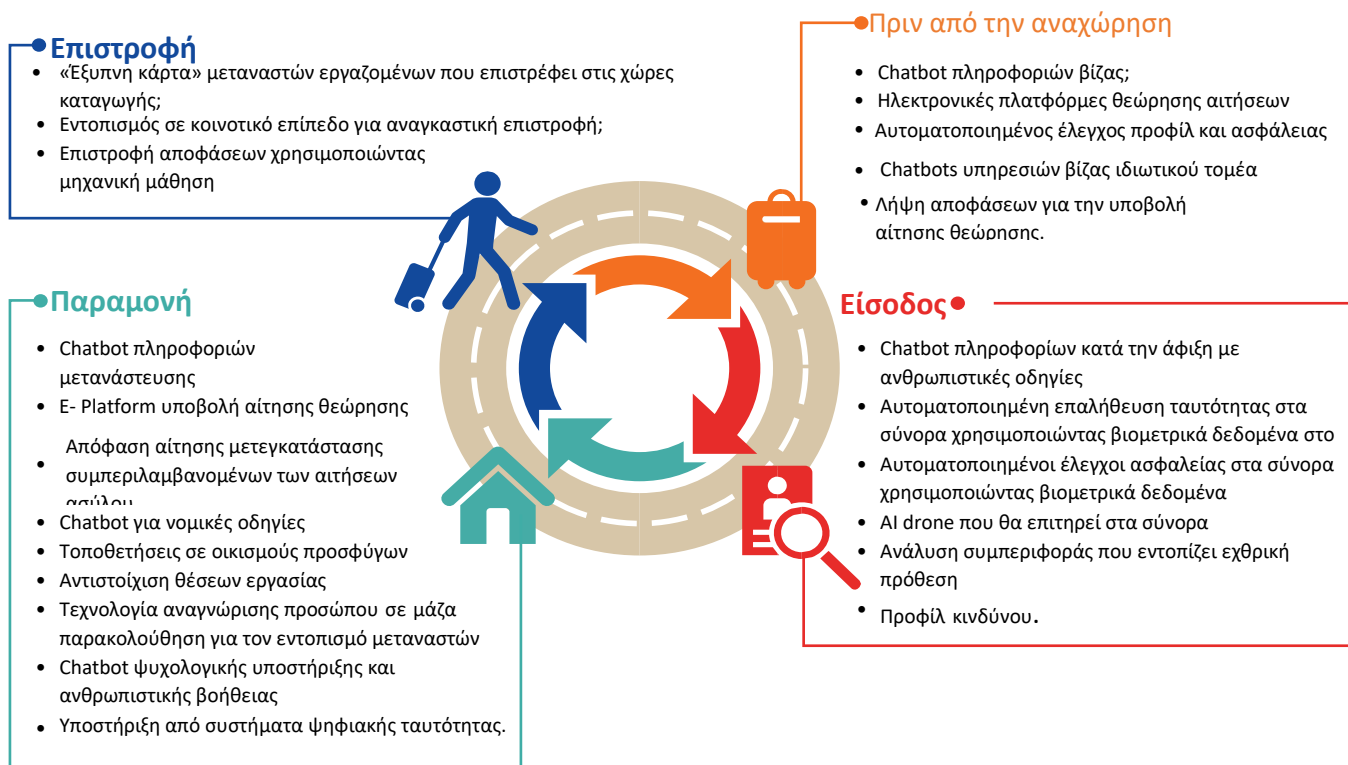 Επιστροφή
• «Έξυπνη κάρτα» μεταναστών εργαζομένων που επιστρέφει στις χώρες
καταγωγής;
• Εντοπισμός σε κοινοτικό επίπεδο για αναγκαστική επιστροφή;
• Επιστροφή αποφάσεων χρησιμοποιώντας
μηχανική μάθηση
Πριν από την αναχώρηση
• Chatbot πληροφοριών βίζας;
• Ηλεκτρονικές πλατφόρμες θεώρησης αιτήσεων
• Αυτοματοποιημένος έλεγχος προφίλ και ασφάλειας
• Chatbots υπηρεσιών βίζας ιδιωτικού τομέα
• Λήψη αποφάσεων για την υποβολή
αίτησης θεώρησης.
Παραμονή
• Chatbot πληροφοριών
μετανάστευσης
• E- Platform υποβολή αίτησης θεώρησης
• Απόφαση αίτησης μετεγκατάστασης
συμπεριλαμβανομένων των αιτήσεων
ασύλου
• Chatbot για νομικές οδηγίες
• Τοποθετήσεις σε οικισμούς προσφύγων
• Αντιστοίχιση θέσεων εργασίας
• Τεχνολογία αναγνώρισης προσώπου σε μάζα
παρακολούθηση για τον εντοπισμό μεταναστών
• Chatbot ψυχολογικής υποστήριξης και
ανθρωπιστικής βοήθειας
• Υποστήριξη από συστήματα ψηφιακής ταυτότητας.
Είσοδος
• Chatbot πληροφορίων κατά την άφιξη με
ανθρωπιστικές οδηγίες
• Αυτοματοποιημένη επαλήθευση ταυτότητας στα
σύνορα χρησιμοποιώντας βιομετρικά δεδομένα στο
• Αυτοματοποιημένοι έλεγχοι ασφαλείας στα σύνορα
χρησιμοποιώντας βιομετρικά δεδομένα
• AI drone που θα επιτηρεί στα σύνορα
• Ανάλυση συμπεριφοράς που εντοπίζει εχθρική
πρόθεση
• Προφίλ κινδύνου.